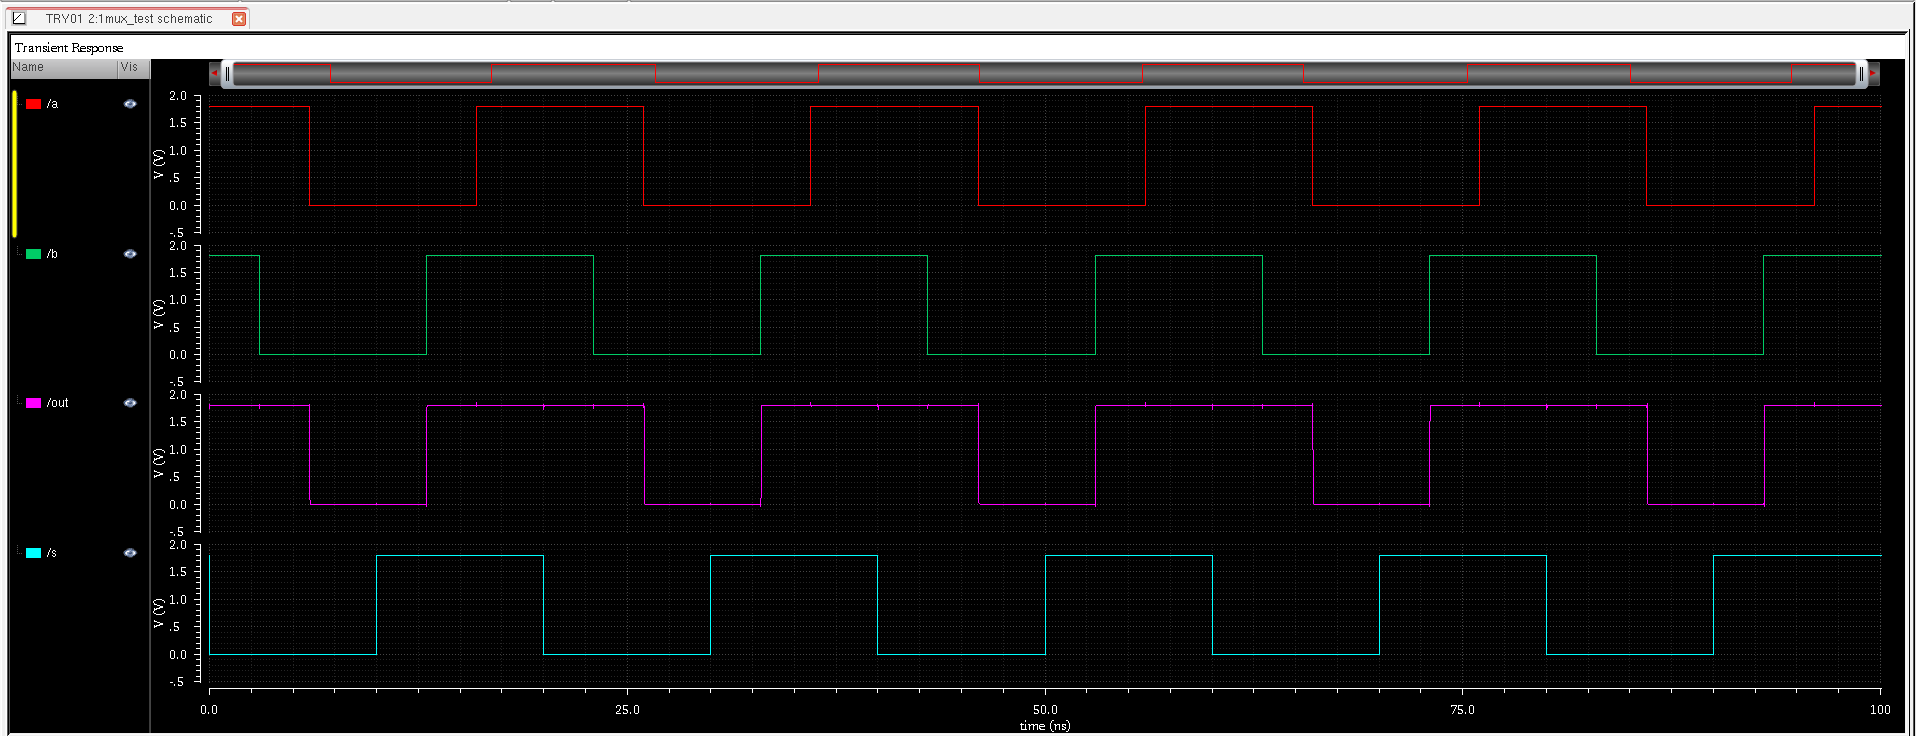 TRY01 2:1mux_test schematic
Transient Response
Name Vis
/a
2.0
1.5
1.0
.5
0.0
-.5
V (V)
/b
2.0
1.5
1.0
.5
0.0
-.5
V (V)
/out
2.0
1.5
1.0
.5
0.0
-.5
V (V)
/s
2.0
1.5
1.0
.5
0.0
-.5
V (V)
0.0 25.0 50.0 75.0 100
time (ns)